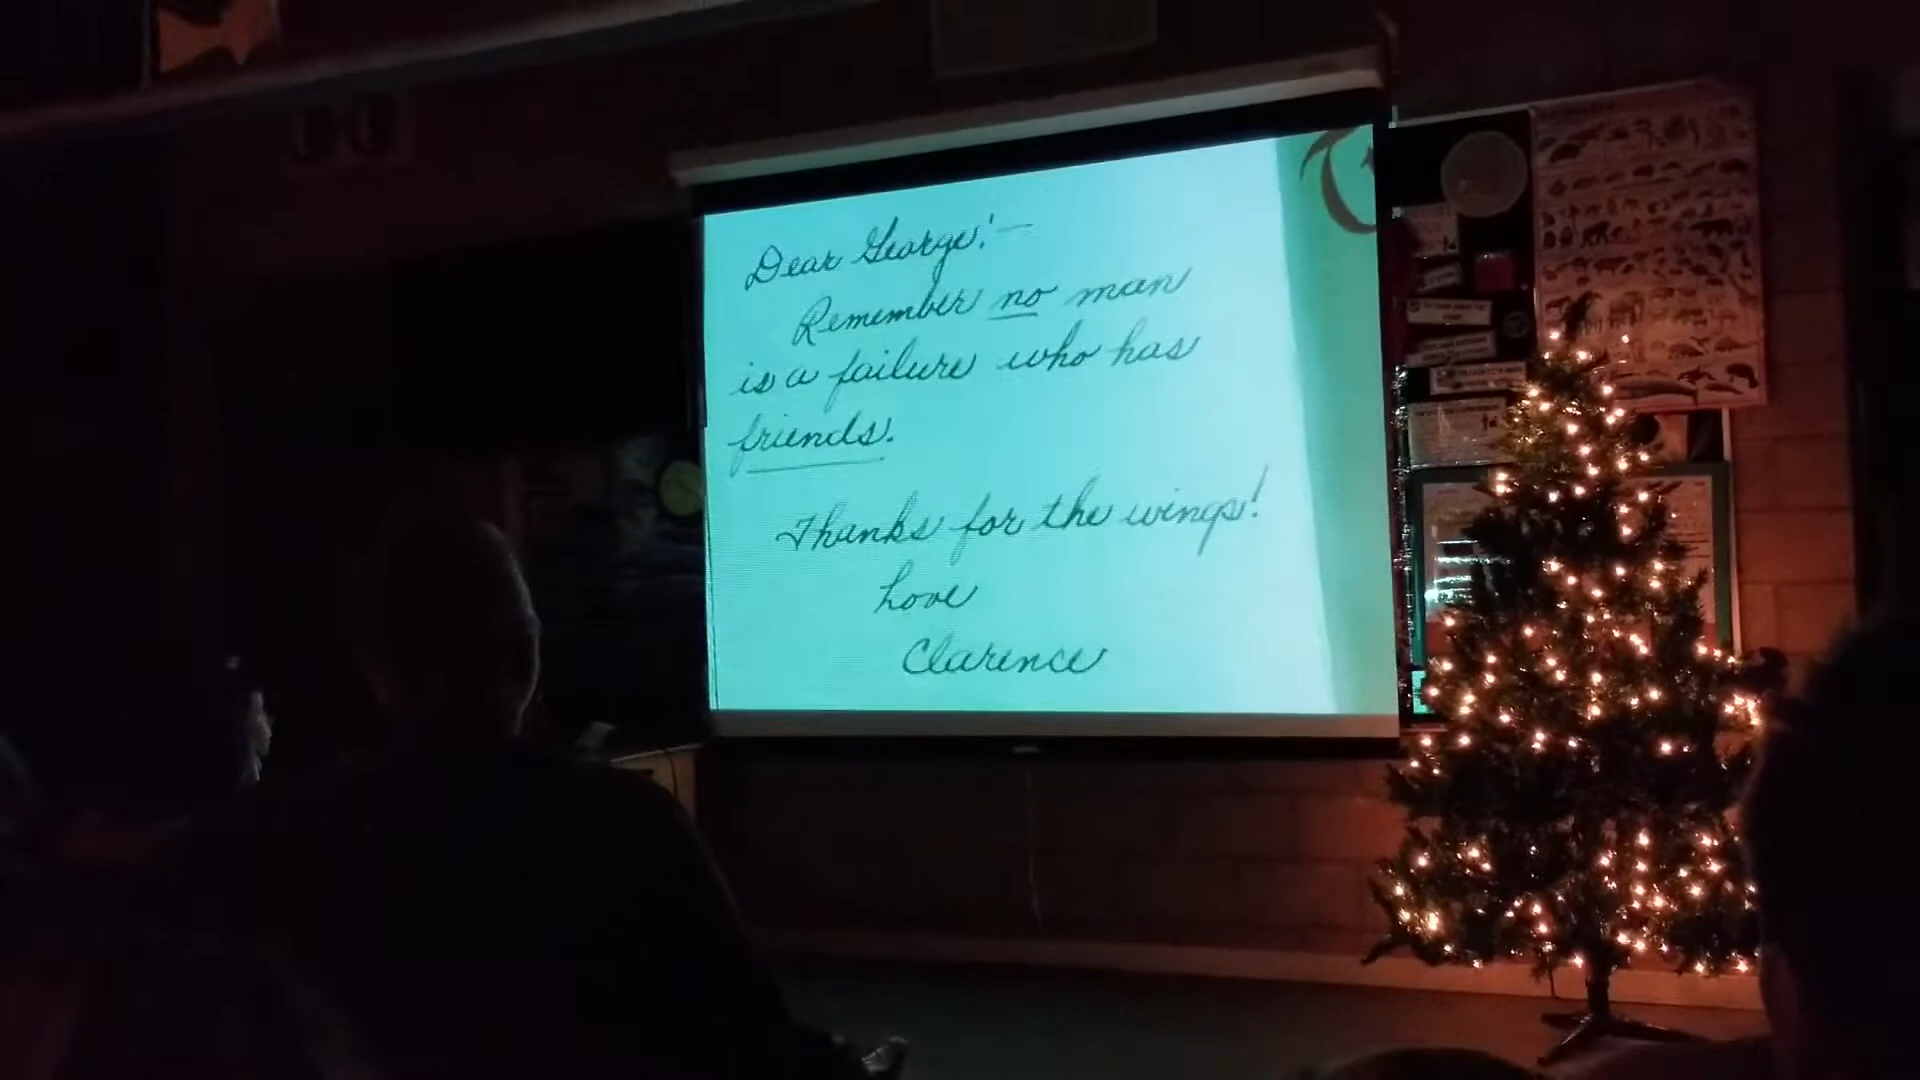 Dear George:—
Remember no man
is a failure who has
friends.
Thanks for the wings!
Love
Clarence